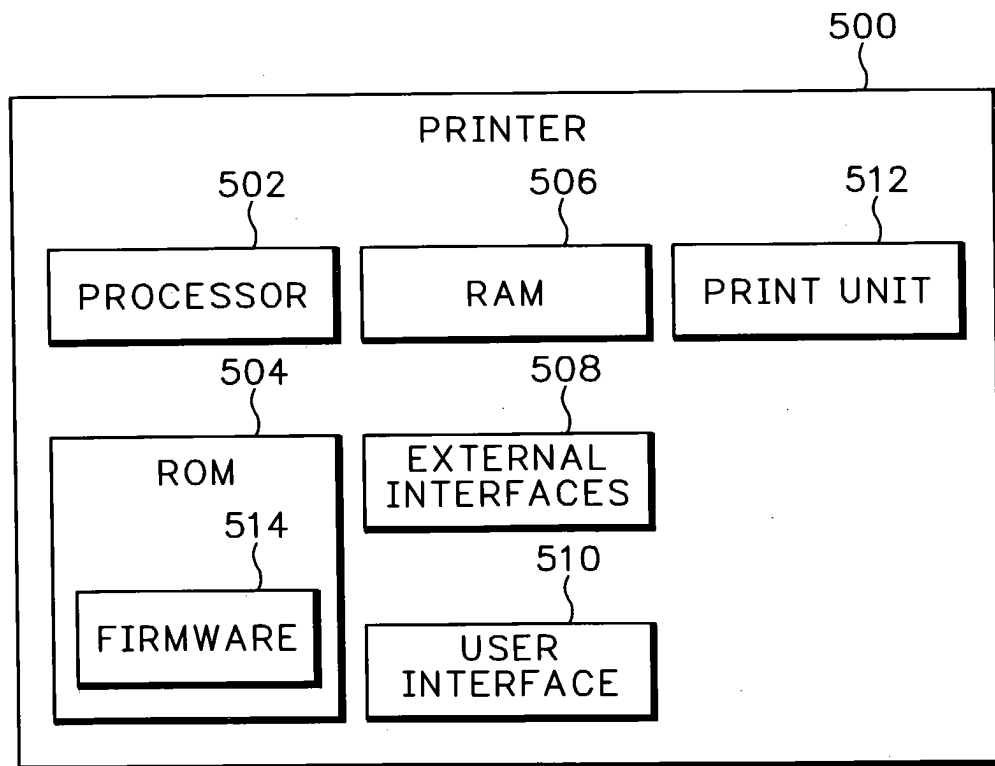 500
PRINTER
502
506
512
PROCESSOR
RAM
PRINT UNIT
504
508
ROM
EXTERNAL
INTERFACES
514
510
FIRMWARE
USER
INTERFACE